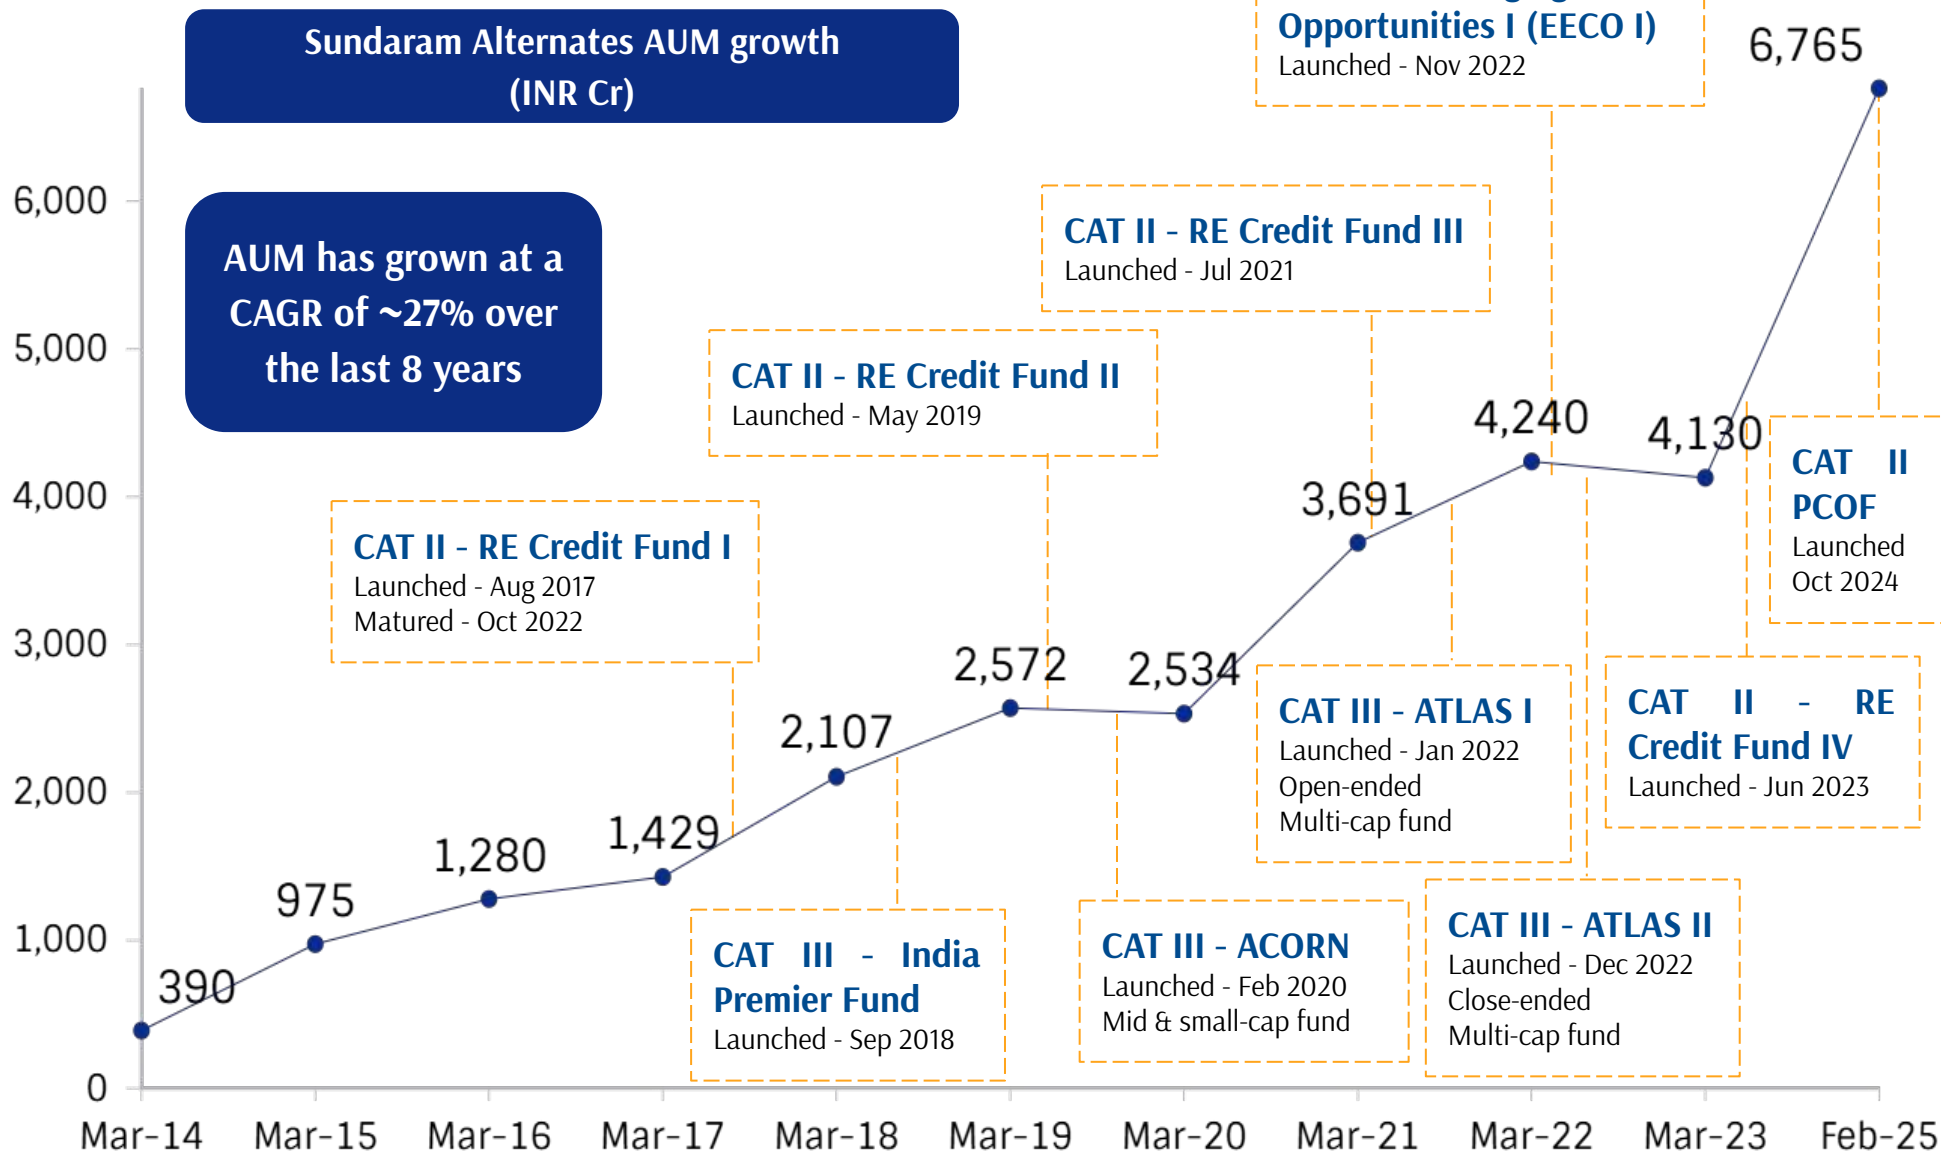 Sundaram Alternates AUM growth
(INR Cr)
AUM has grown at a
CAGR of ~27% over
the last 8 years
Opportunities I (EECO I)
Launched - Nov 2022
CAT II - RE Credit Fund III
Launched - Jul 2021
CAT II - RE Credit Fund II
Launched - May 2019
CAT II - RE Credit Fund I
Launched - Aug 2017
Matured - Oct 2022
CAT II
PCOF
Launched
Oct 2024
CAT III - ATLAS I
Launched - Jan 2022
Open-ended
Multi-cap fund
CAT II - RE
Credit Fund IV
Launched - Jun 2023
CAT III - India
Premier Fund
Launched - Sep 2018
CAT III - ACORN
Launched - Feb 2020
Mid & small-cap fund
CAT III - ATLAS II
Launched - Dec 2022
Close-ended
Multi-cap fund
390
975
1,280
1,429
2,107
2,572
2,534
3,691
4,240
4,130
6,765
6,000
5,000
4,000
3,000
2,000
1,000
0
Mar-14
Mar-15
Mar-16
Mar-17
Mar-18
Mar-19
Mar-20
Mar-21
Mar-22
Mar-23
Feb-25